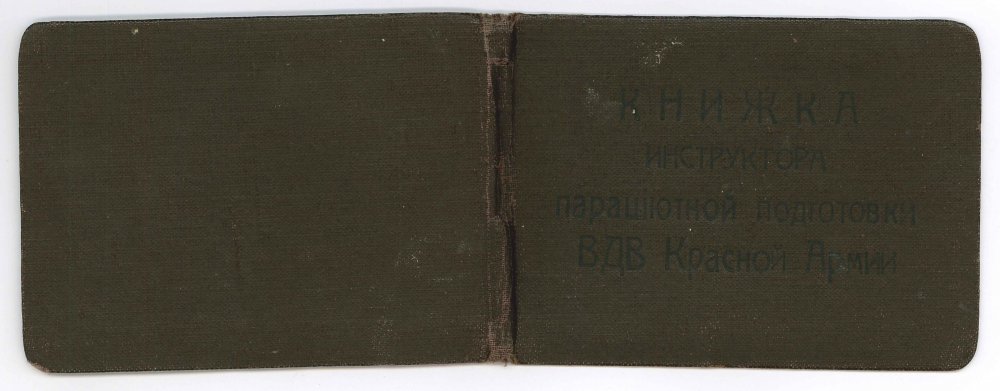 КНИЖКА
ИНСТРУКТОРА
парашютной подготовки
ВДВ Красной Армии